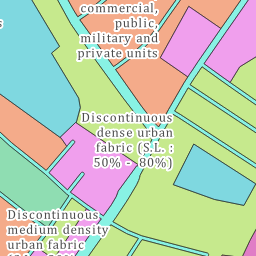 commercial,
public,
military and
private units
Discontinuous
dense urban
fabric (S.L. :
50% - 80%)
Discontinuous
medium density
urban fabric